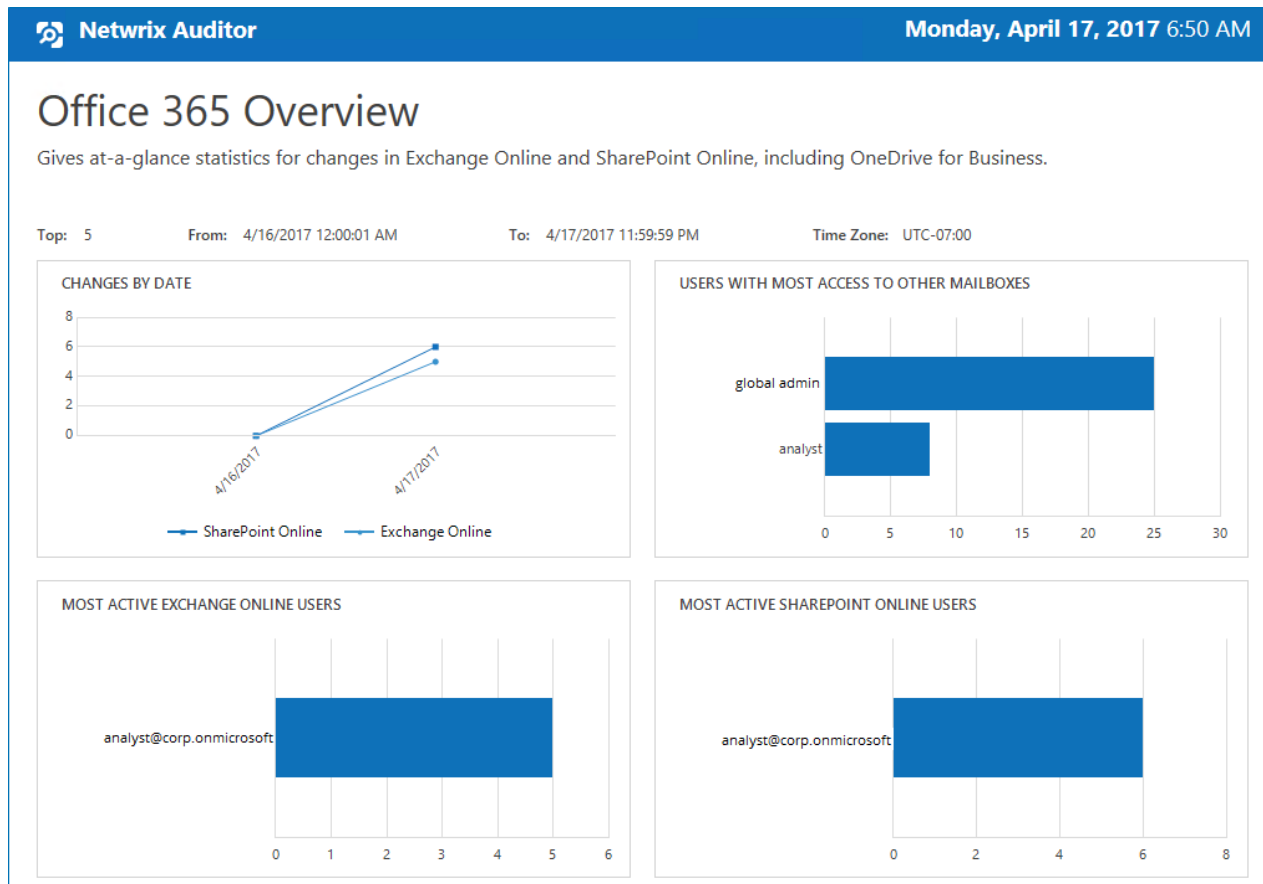 Netwrix Auditor
Monday, April 17, 2017 6:50 AM
Office 365 Overview
Gives at-a-glance statistics for changes in Exchange Online and SharePoint Online, including OneDrive for Business.
Top: 5 From: 4/16/2017 12:00:01 AM To: 4/17/2017 11:59:59 PM Time Zone: UTC-07:00
CHANGES BY DATE
8
6
4
2
0
4/16/2017 4/17/2017
SharePoint Online Exchange Online
USERS WITH MOST ACCESS TO OTHER MAILBOXES
global admin
analyst
0 5 10 15 20 25 30
MOST ACTIVE EXCHANGE ONLINE USERS
analyst@corp.onmicrosoft
0 1 2 3 4 5 6
MOST ACTIVE SHAREPOINT ONLINE USERS
analyst@corp.onmicrosoft
0 2 4 6 8